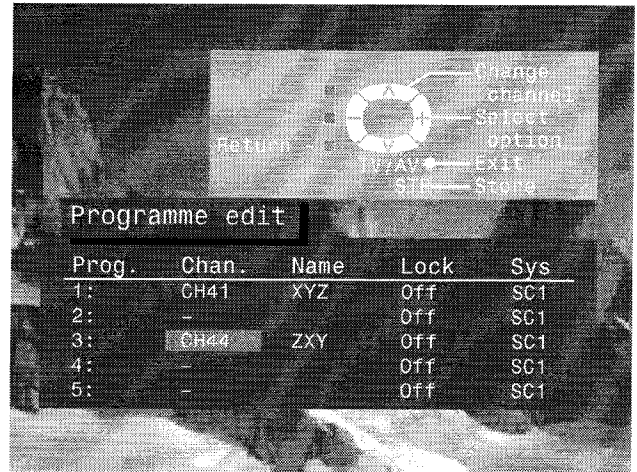 Change
channel
Select
option
Return
TV/AV Exit
STR Store
Programme edit
Prog. Chan. Name Lock Sys
1: CH41 XYZ Off SC1
2: - Off SC1
3: CH44 ZXY Off SC1
4: - Off SC1
5: - Off SC1